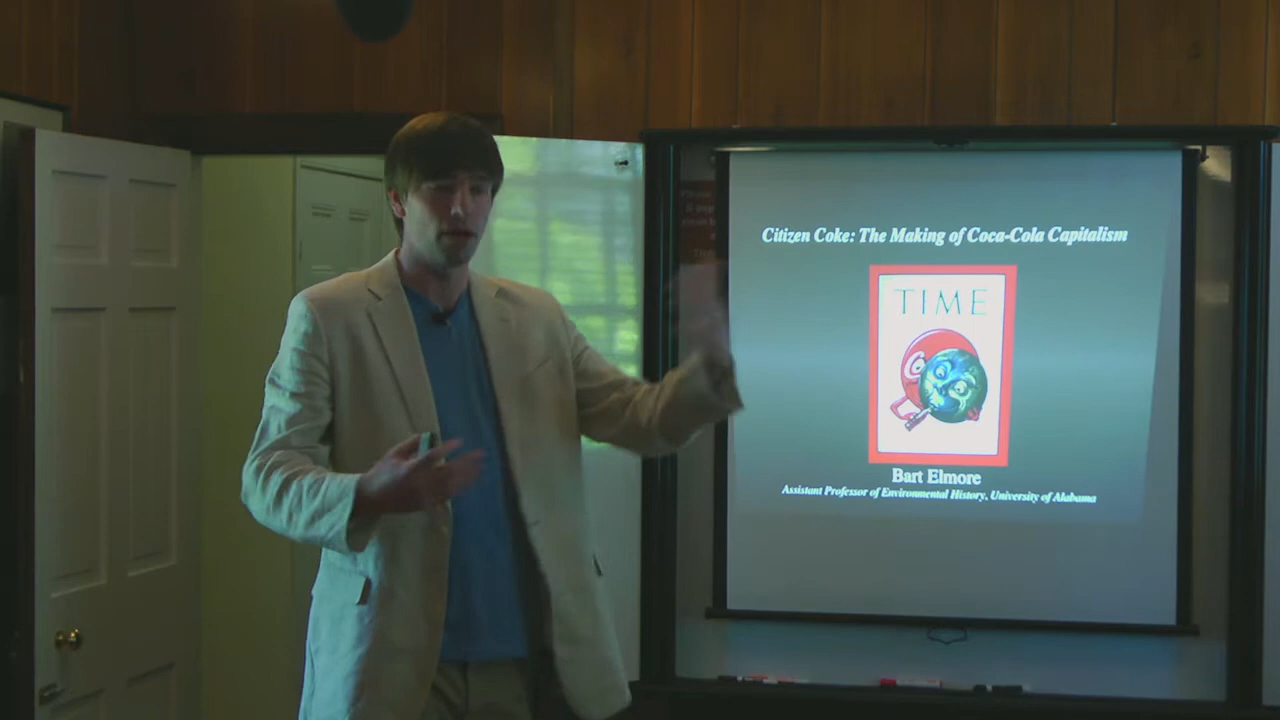 Citizen Coke: The Making of Coca-Cola Capitalism
TIME
Bart Elmore
Assistant Professor of Environmental History, University of Alabama